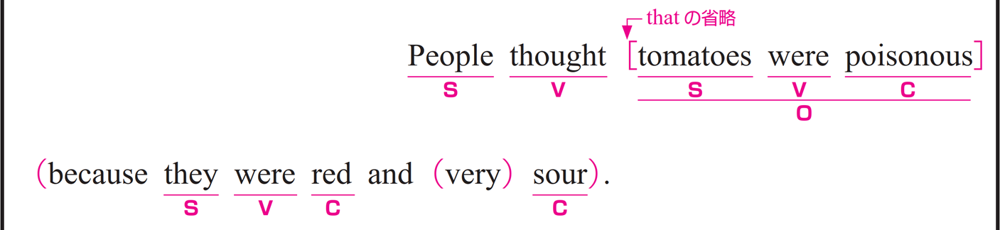 thatの省略
People thought [tomatoes were poisonous]
S V S V C
O
(because they were red and (very) sour).
S V C C